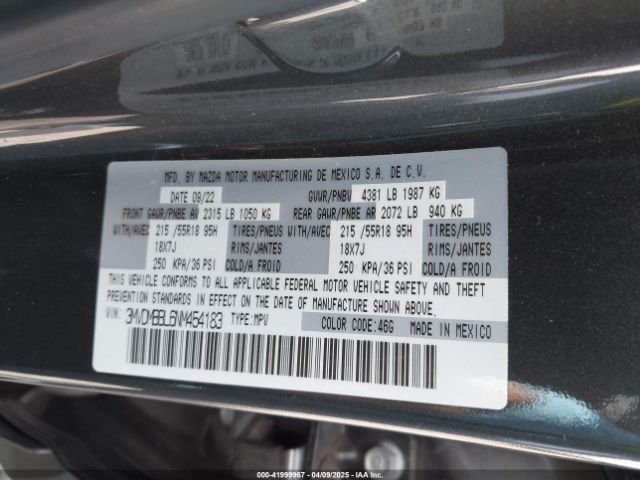 MFD. BY MAZDA MOTOR MANUFACTURING DE MEXICO S.A. DE C.V.
DATE 09/22 GVWR/PNBV 4381 LB 1987 KG
FRONT GAWR/PNBE AV 2315 LB 1050 KG REAR GAWR/PNBE AR 2072 LB 940 KG
WITH/AVEC 215 /55R18 95H TIRES/PNEUS WITH/AVEC 215 /55R18 95H TIRES/PNEUS
18X7J RIMS/JANTES 18X7J RIMS/JANTES
250 KPA/36 PSI COLD/A FROID 250 KPA/36 PSI COLD/A FROID
THIS VEHICLE CONFORMS TO ALL APPLICABLE FEDERAL MOTOR VEHICLE SAFETY AND THEFT
PREVENTION STANDARDS IN EFFECT ON THE DATE OF MANUFACTURE SHOWN ABOVE.
VIN: 3MVDMBBL6NM454183 TYPE:MPV COLOR CODE:46G MADE IN MEXICO
000-41999967 - 04/09/2025 - IAAI.com